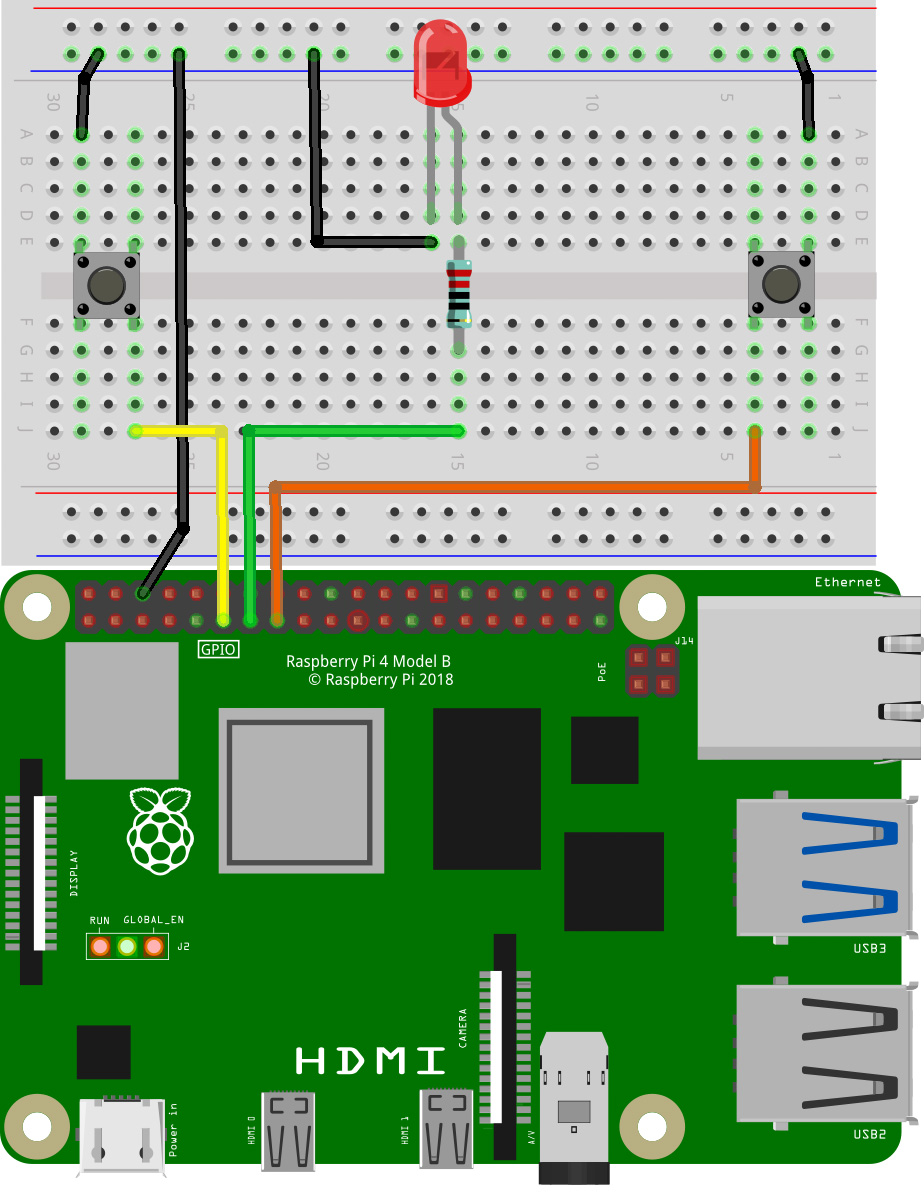 30 25 20 10 5 1
A A
B B
C C
D D
E E
F F
G G
H H
I I
J J
30 25 20 15 10 5 1
Ethernet
GPIO
J14
Raspberry Pi 4 Model B
© Raspberry Pi 2018
PoE
DISPLAY
RUN GLOBAL_EN
J2
USB3
CAMERA
HDMI
USB2
Power in
HDMI 0
HDMI 1
A/V